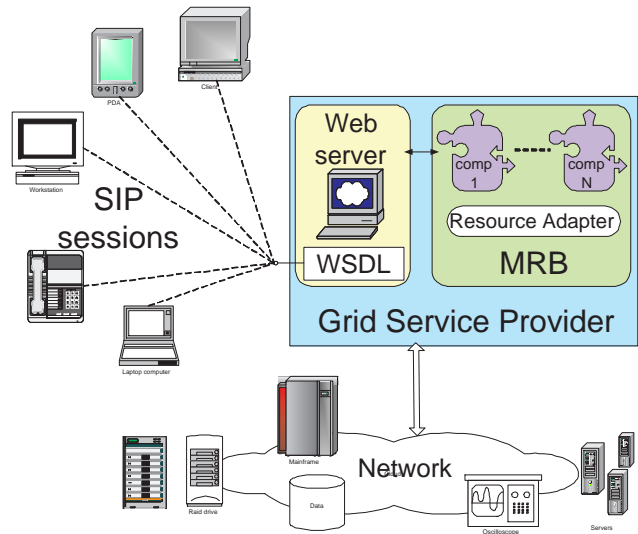 PDA
Client
Workstation
SIP
sessions
Laptop computer
Web
server
WSDL
comp
1
comp
N
Resource Adapter
MRB
Grid Service Provider
Mainframe
Network
Raid drive
Data
Oscilloscope
Servers